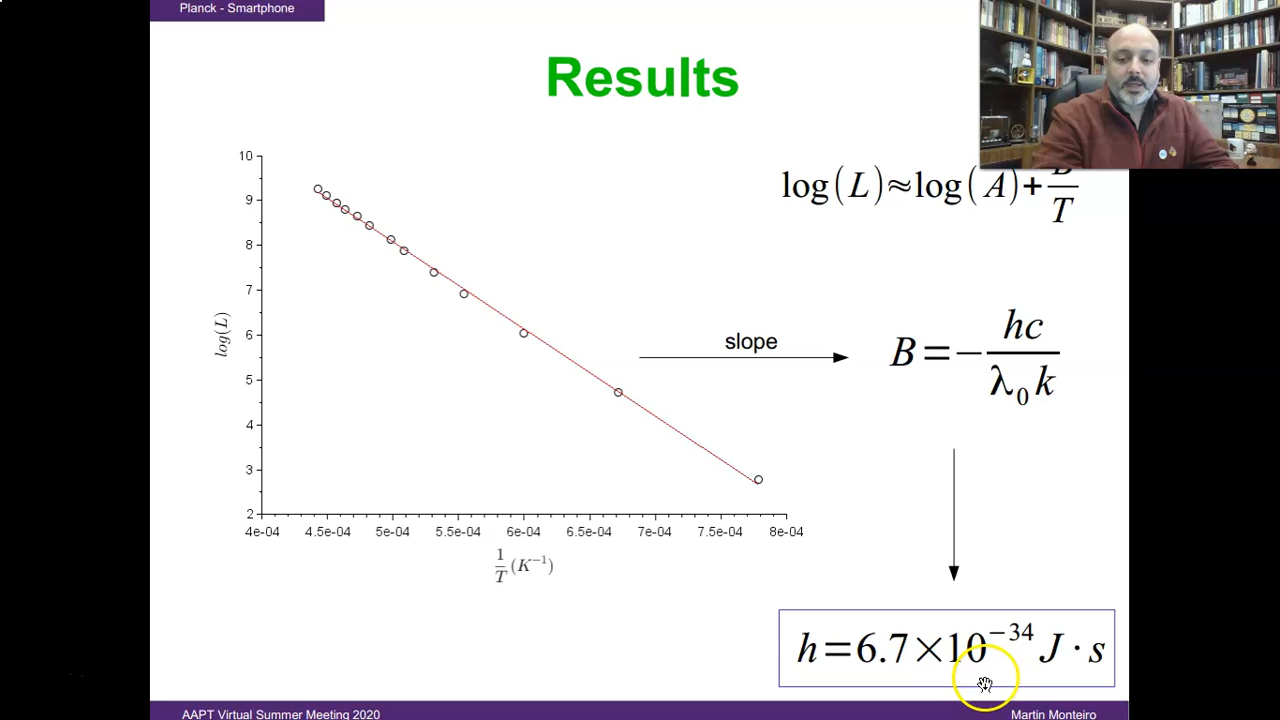 Planck - Smartphone
Results
log(L)≈log(A)+B/T
log(L)
10
9
8
7
6
5
4
3
2
4e-04 4.5e-04 5e-04 5.5e-04 6e-04 6.5e-04 7e-04 7.5e-04 8e-04
1/T (K⁻¹)
slope
B=−hc/λ₀k
h=6.7×10⁻³⁴ J·s
AAPT Virtual Summer Meeting 2020
Martin Monteiro